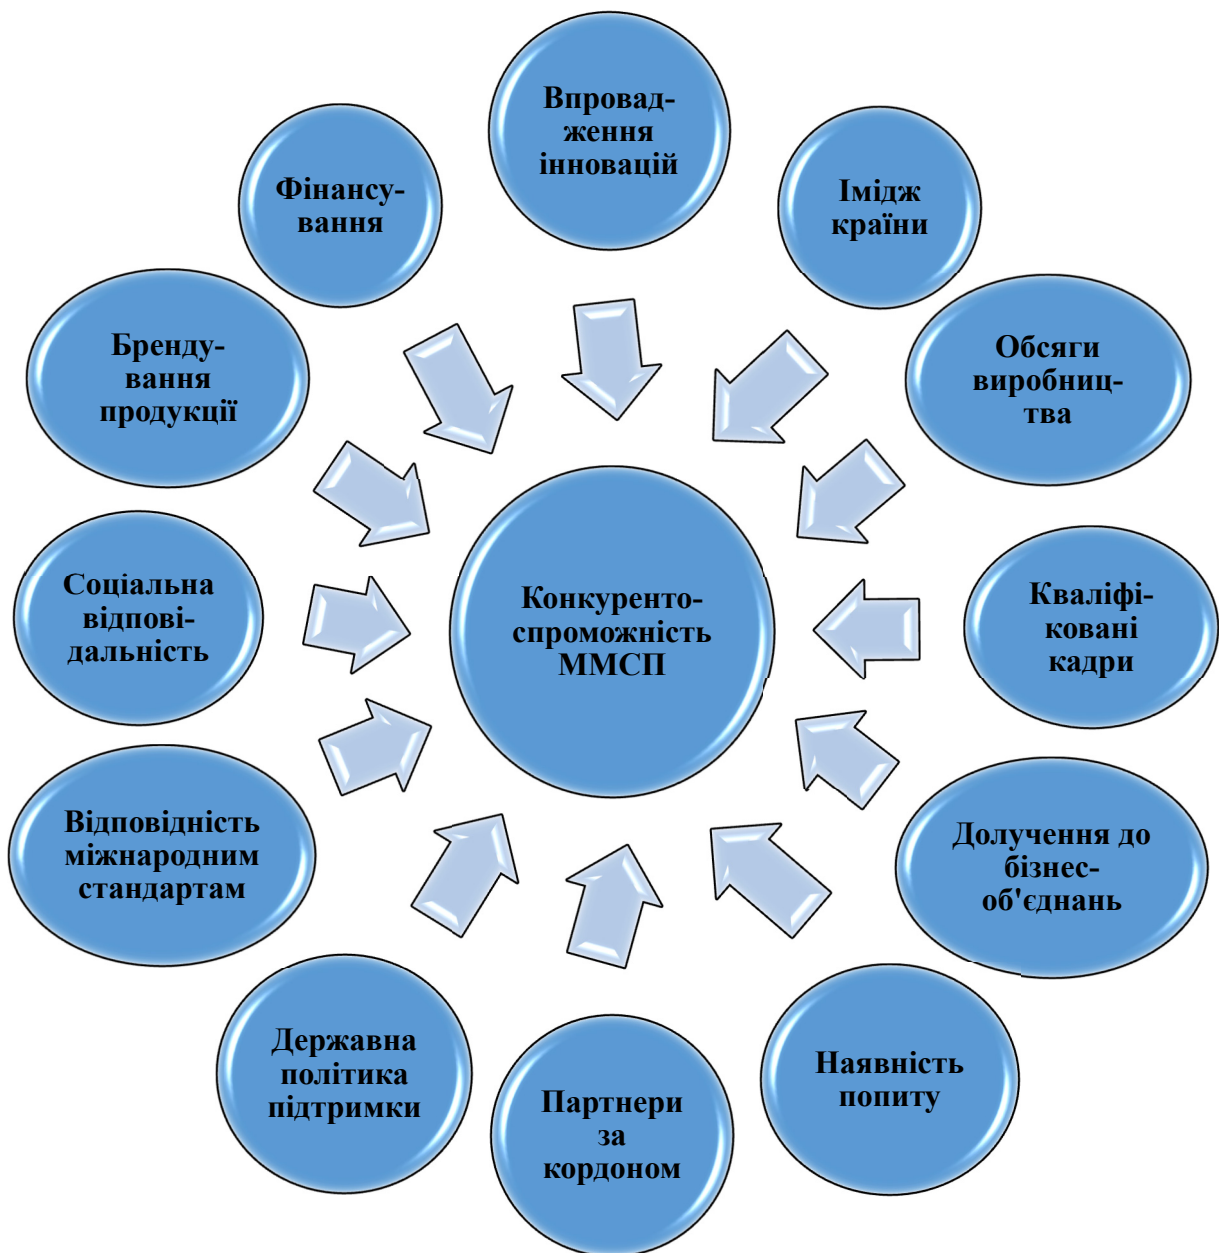 Впровад-
ження
інновацій
Імідж
країни
Обсяги
виробниц-
тва
Кваліфі-
ковані
кадри
Долучення до
бізнес-
об'єднань
Наявність
попиту
Партнери
за
кордоном
Державна
політика
підтримки
Відповідність
міжнародним
стандартам
Соціальна
відпові-
дальність
Бренду-
вання
продукції
Фінансу-
вання
Конкуренто-
спроможність
ММСП